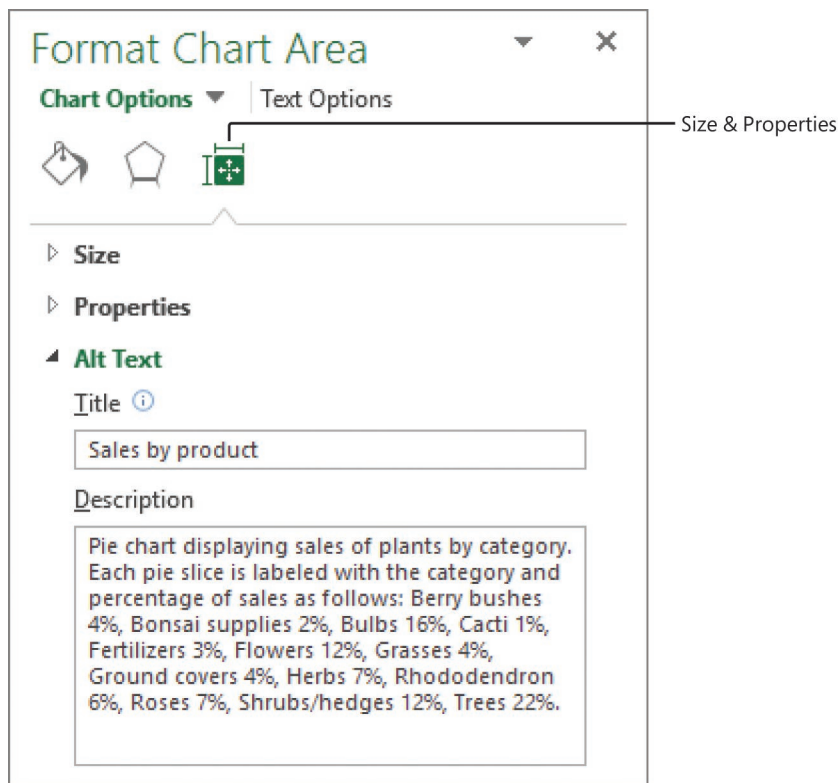 Format Chart Area
Chart Options
Text Options
Size & Properties
Size
Properties
Alt Text
Title
Sales by product
Description
Pie chart displaying sales of plants by category.
Each pie slice is labeled with the category and
percentage of sales as follows: Berry bushes
4%, Bonsai supplies 2%, Bulbs 16%, Cacti 1%,
Fertilizers 3%, Flowers 12%, Grasses 4%,
Ground covers 4%, Herbs 7%, Rhododendron
6%, Roses 7%, Shrubs/hedges 12%, Trees 22%.